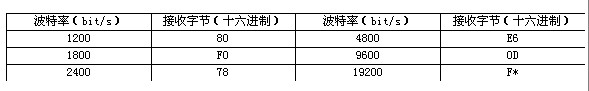 波特率(bit/s) 接收字节(十六进制) 波特率(bit/s) 接收字节(十六进制)
1200 80 4800 E6
1800 F0 9600 0D
2400 78 19200 F*